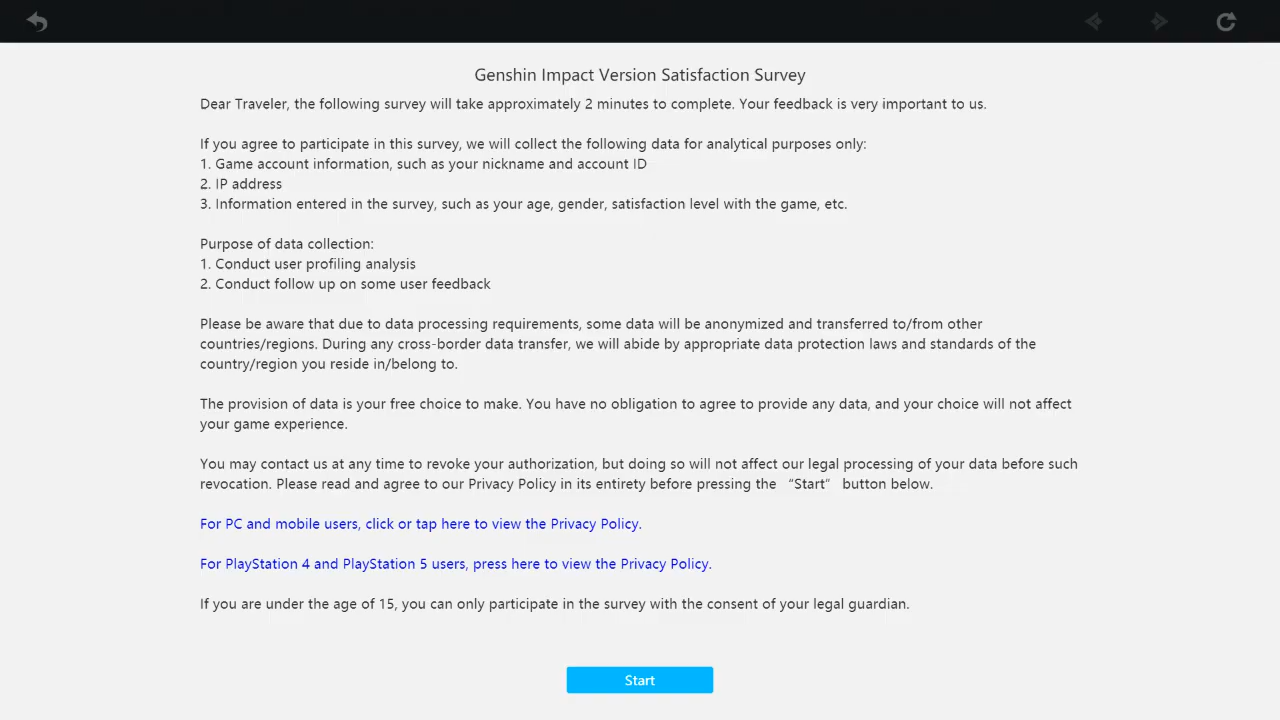 Genshin Impact Version Satisfaction Survey
Dear Traveler, the following survey will take approximately 2 minutes to complete. Your feedback is very important to us.
If you agree to participate in this survey, we will collect the following data for analytical purposes only:
1. Game account information, such as your nickname and account ID
2. IP address
3. Information entered in the survey, such as your age, gender, satisfaction level with the game, etc.
Purpose of data collection:
1. Conduct user profiling analysis
2. Conduct follow up on some user feedback
Please be aware that due to data processing requirements, some data will be anonymized and transferred to/from other
countries/regions. During any cross-border data transfer, we will abide by appropriate data protection laws and standards of the
country/region you reside in/belong to.
The provision of data is your free choice to make. You have no obligation to agree to provide any data, and your choice will not affect
your game experience.
You may contact us at any time to revoke your authorization, but doing so will not affect our legal processing of your data before such
revocation. Please read and agree to our Privacy Policy in its entirety before pressing the “Start” button below.
For PC and mobile users, click or tap here to view the Privacy Policy.
For PlayStation 4 and PlayStation 5 users, press here to view the Privacy Policy.
If you are under the age of 15, you can only participate in the survey with the consent of your legal guardian.
Start